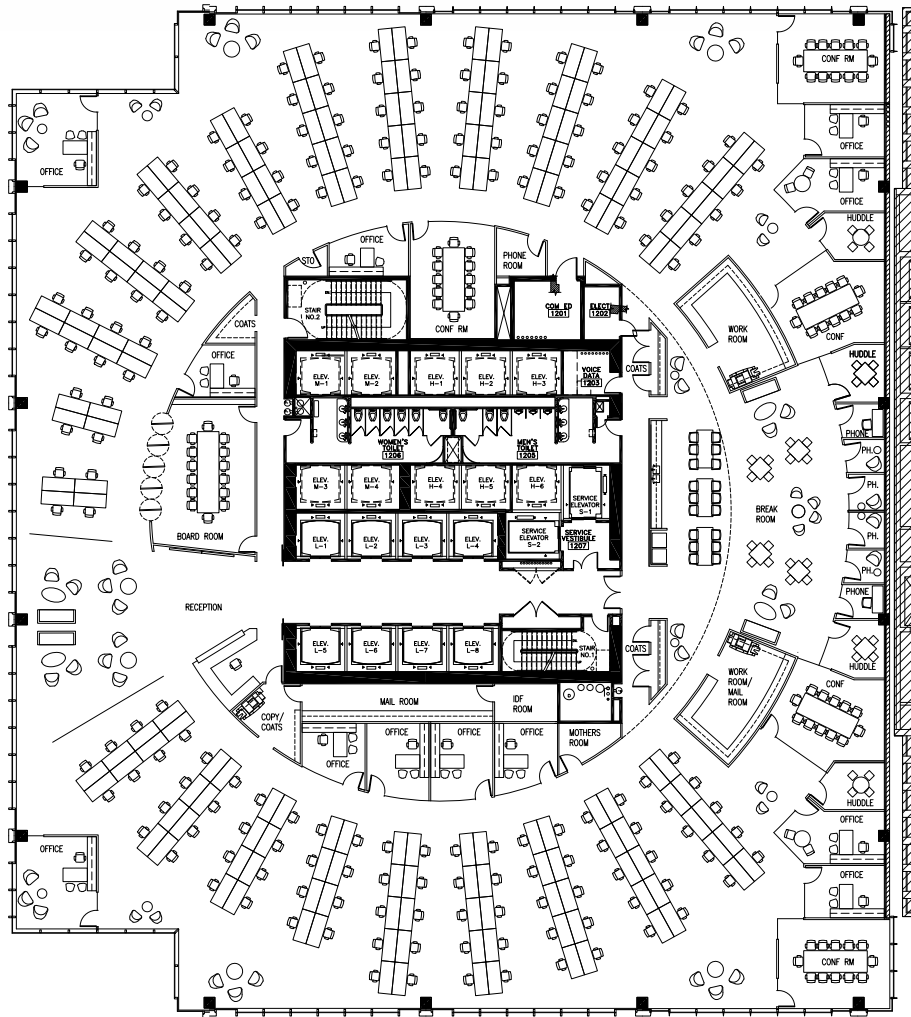 CONF RM
OFFICE
OFFICE
OFFICE
HUDDLE
OFFICE
STO
PHONE
ROOM
STAIR
NO.2
COM ED
1201
ELECT.
1202
CONF RM
COATS
WORK
ROOM
CONF
OFFICE
ELEV.
M-1
ELEV.
M-2
ELEV.
H-1
ELEV.
H-2
ELEV.
H-3
VOICE
DATA
1203
COATS
HUDDLE
WOMEN'S
TOILET
1206
MEN'S
TOILET
1205
PHONE
PH.
ELEV.
M-3
ELEV.
M-4
ELEV.
H-4
ELEV.
H-5
ELEV.
H-6
SERVICE
ELEVATOR
S-1
PH.
BREAK
ROOM
BOARD ROOM
ELEV.
L-1
ELEV.
L-2
ELEV.
L-3
ELEV.
L-4
SERVICE
ELEVATOR
S-2
SERVICE
VESTIBULE
1207
PH.
PH.
PHONE
RECEPTION
ELEV.
L-5
ELEV.
L-6
ELEV.
L-7
ELEV.
L-8
STAIR
NO.1
COATS
HUDDLE
WORK
ROOM/
MAIL
ROOM
CONF
MAIL ROOM
IDF
ROOM
COPY/
COATS
OFFICE
OFFICE
OFFICE
OFFICE
MOTHERS
ROOM
HUDDLE
OFFICE
OFFICE
OFFICE
CONF RM